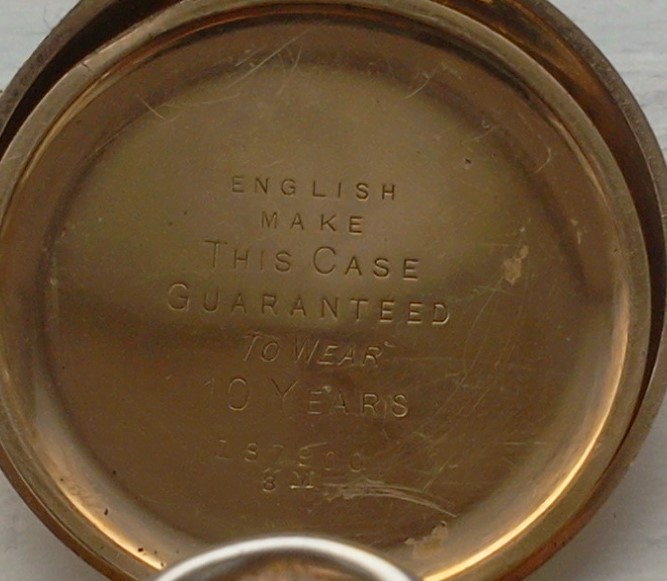 ENGLISH
MAKE
THIS CASE
GUARANTEED
TO WEAR
10 YEARS